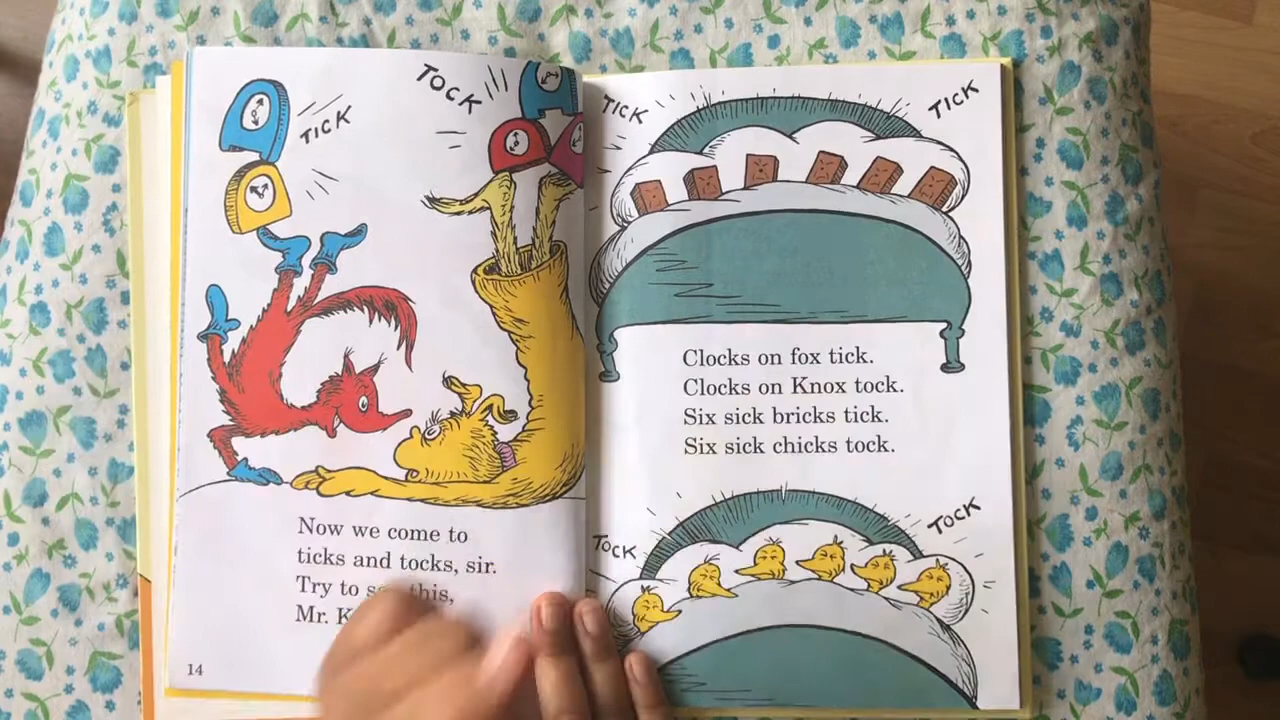 TICK
TOCK
Now we come to
ticks and tocks, sir.
Try to this,
Mr.
14
TICK
TICK
Clocks on fox tick.
Clocks on Knox tock.
Six sick bricks tick.
Six sick chicks tock.
TOCK
TOCK